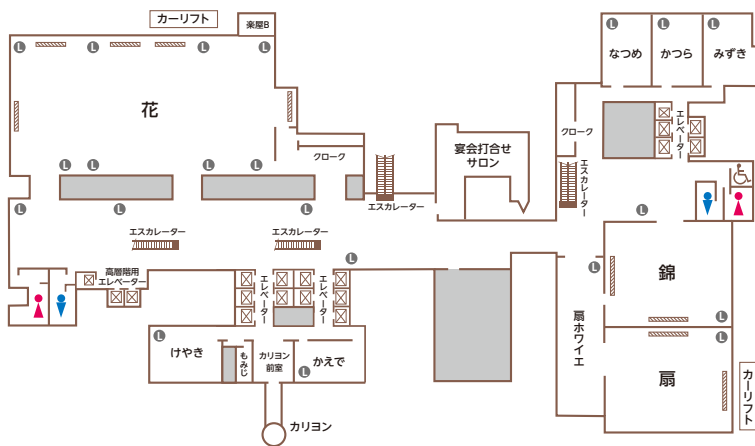 カーリフト
楽屋B
L
L
L
L
L
花
クローク
L
L
L
L
L
L
L
エスカレーター
エスカレーター
エスカレーター
宴会打合せ
サロン
L
L
L
なつめ
かつら
みずき
クローク
エスカレーター
エレベーター
L
L
錦
L
扇ホワイエ
L
扇
カーリフト
高層階用
エレベーター
エレベーター
エレベーター
L
L
けやき
もみじ
カリヨン
前室
かえで
L
カリヨン